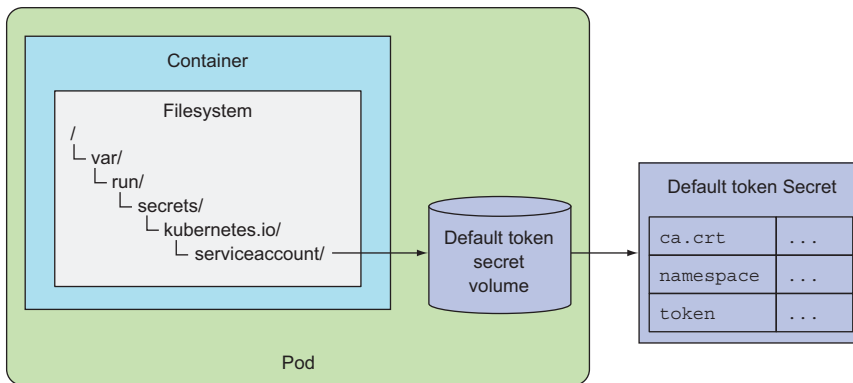 Container
Filesystem
/
var/
run/
secrets/
kubernetes.io/
serviceaccount/
Default token
secret
volume
Pod
Default token Secret
ca.crt ...
namespace ...
token ...